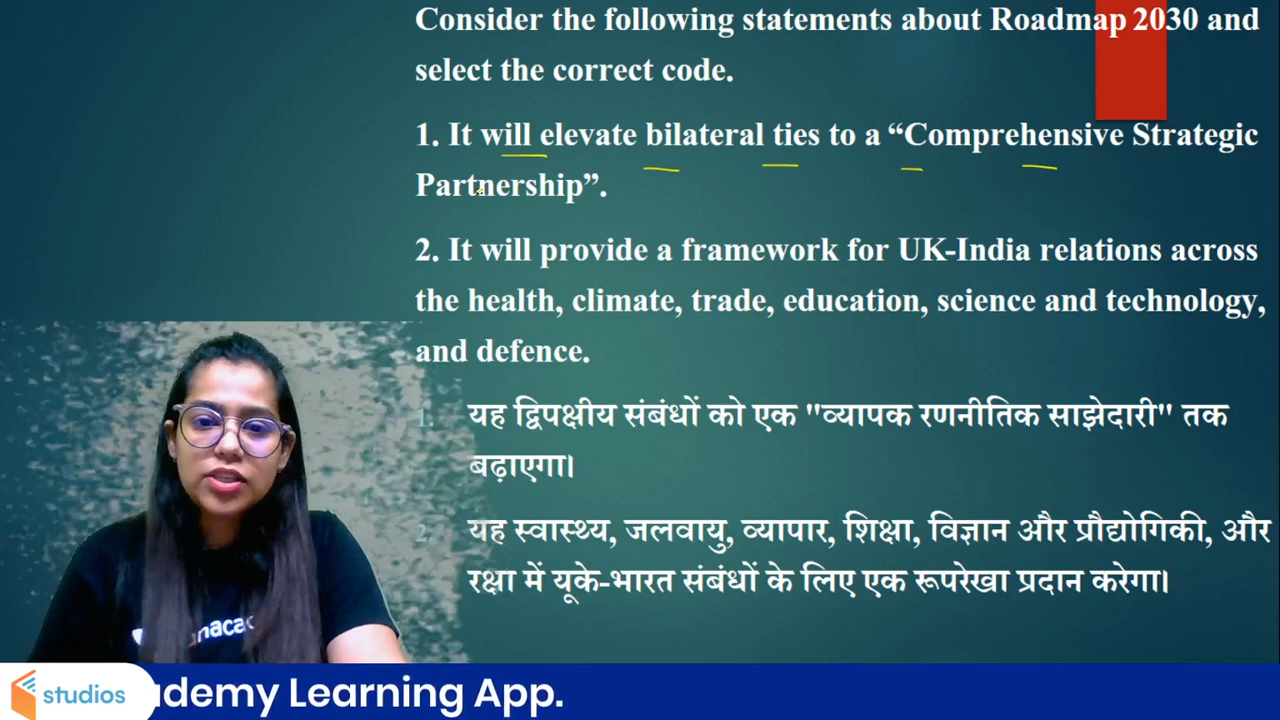 Consider the following statements about Roadmap 2030 and
select the correct code.
1. It will elevate bilateral ties to a “Comprehensive Strategic
Partnership”.
2. It will provide a framework for UK-India relations across
the health, climate, trade, education, science and technology,
and defence.
1. यह द्विपक्षीय संबंधों को एक "व्यापक रणनीतिक साझेदारी" तक
बढ़ाएगा।
2. यह स्वास्थ्य, जलवायु, व्यापार, शिक्षा, विज्ञान और प्रौद्योगिकी, और
रक्षा में यूके-भारत संबंधों के लिए एक रूपरेखा प्रदान करेगा।
studios
demy Learning App.